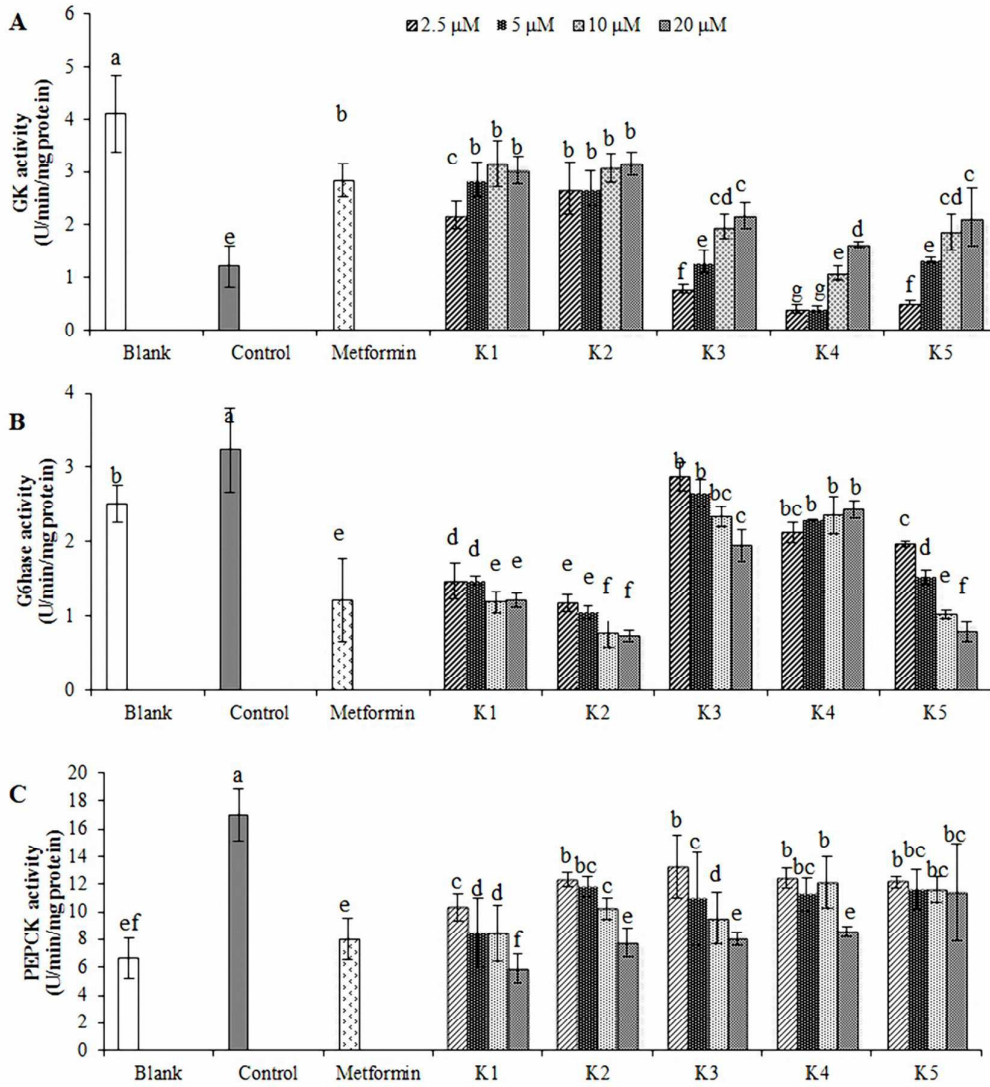 A
2.5 μM 5 μM 10 μM 20 μM
GK activity
(U/min/mg protein)
6
5
4
3
2
1
0
a
e
b
c b b b
b b b b
f e cd c
g g e d
f e cd c
Blank Control Metformin K1 K2 K3 K4 K5
B
G6hase activity
(U/min/mg protein)
4
3
2
1
0
b
a
e
d d e e
e e f f
b b bc c
bc b b b
c d e f
Blank Control Metformin K1 K2 K3 K4 K5
C
PEPCK activity
(U/min/mg protein)
20
18
16
14
12
10
8
6
4
2
0
ef
a
e
c d d f
b bc c e
b c d e
b bc b e
b bc bc bc
Blank Control Metformin K1 K2 K3 K4 K5